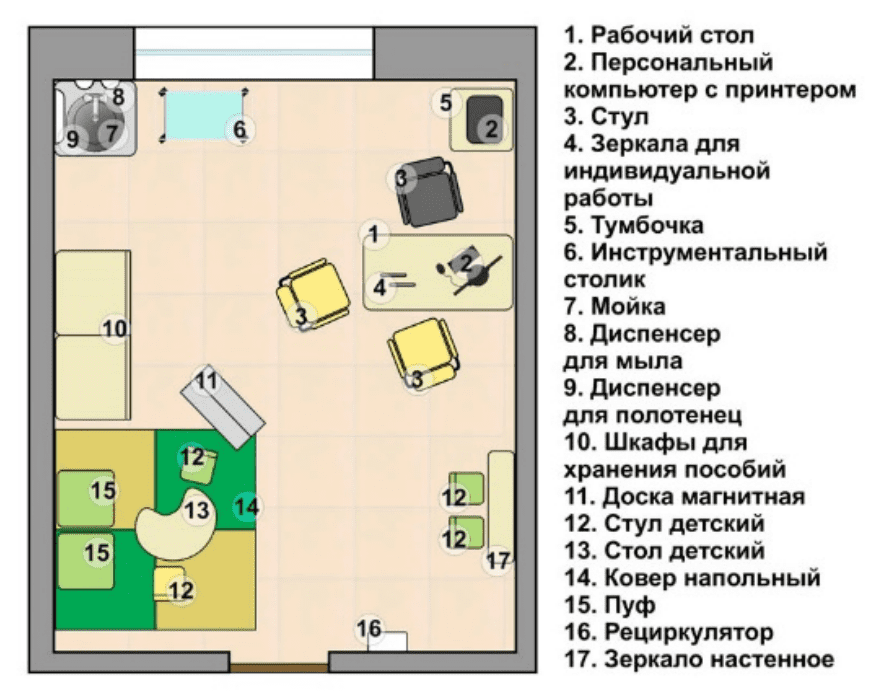 1. Рабочий стол
2. Персональный
компьютер с принтером
3. Стул
4. Зеркала для
индивидуальной
работы
5. Тумбочка
6. Инструментальный
столик
7. Мойка
8. Диспенсер
для мыла
9. Диспенсер
для полотенец
10. Шкафы для
хранения пособий
11. Доска магнитная
12. Стул детский
13. Стол детский
14. Ковер напольный
15. Пуф
16. Рециркулятор
17. Зеркало настенное
8
9
7
6
5
2
3
1
2
4
3
3
10
11
12
15
13
14
12
15
12
12
17
16